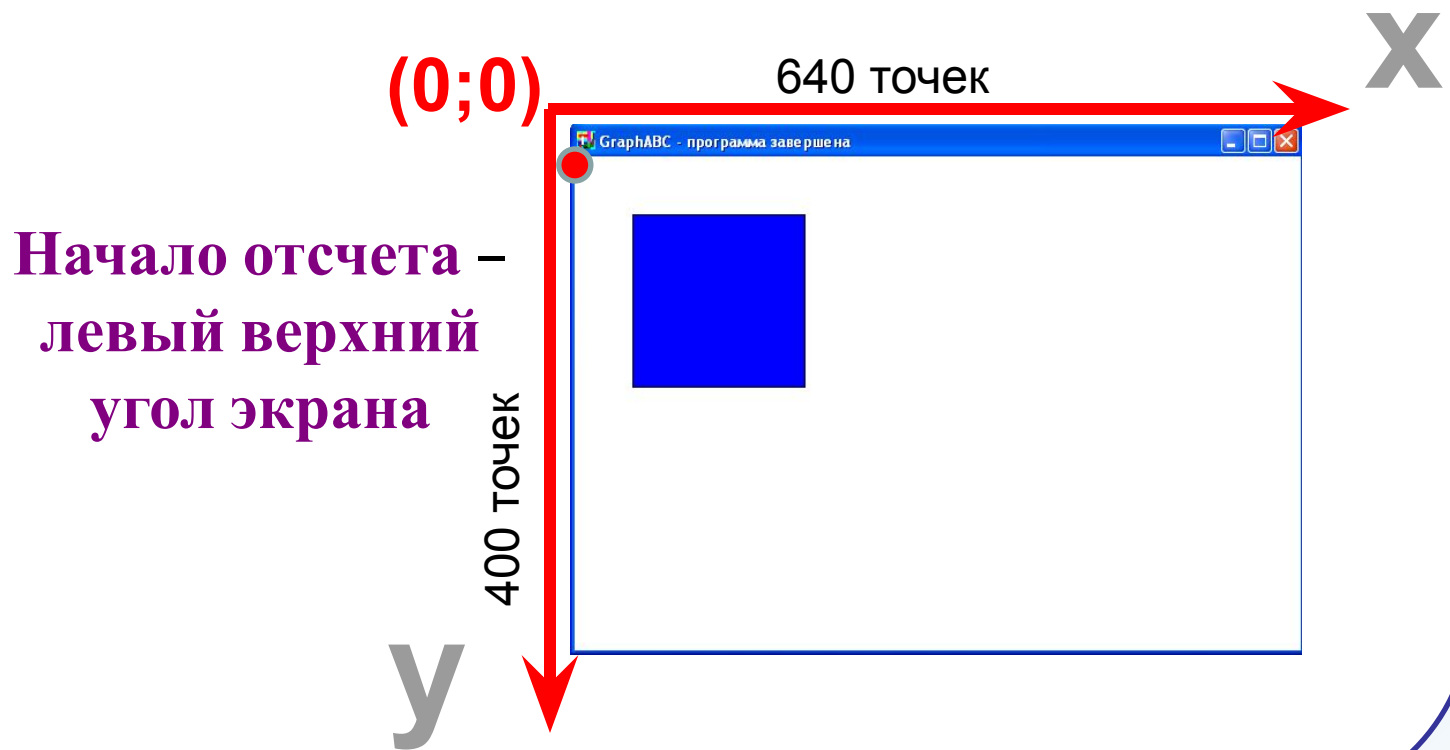 x
(0;0)
640 точек
GraphABC - программа завершена
Начало отсчета –
левый верхний
угол экрана
400 точек
y